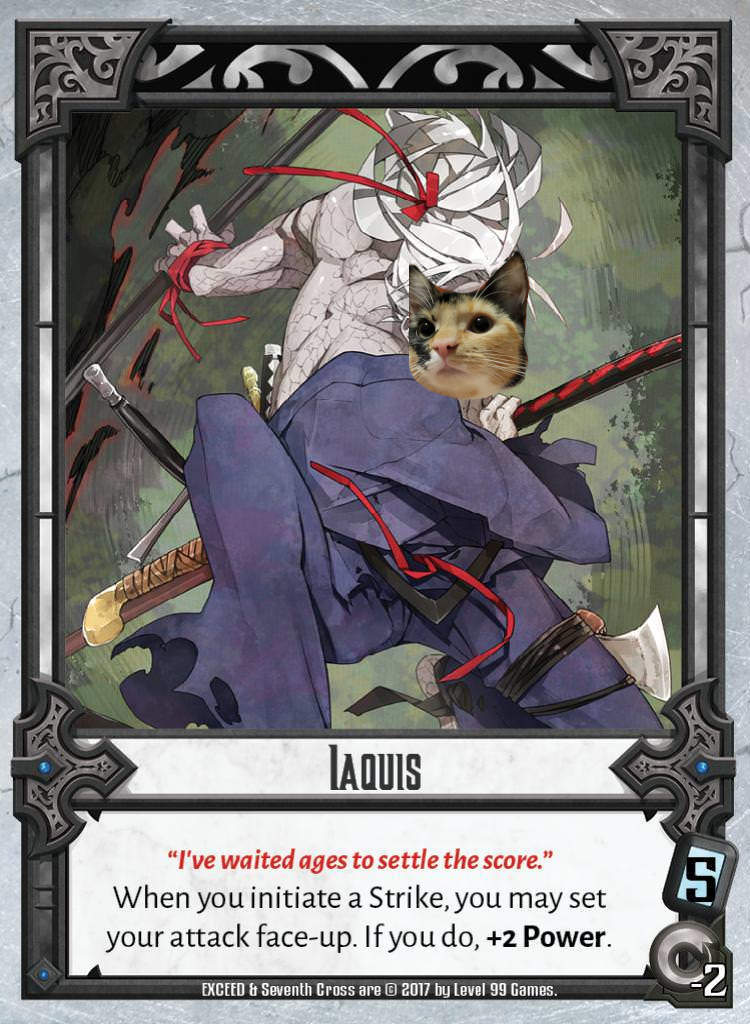 IAQUIS
“I've waited ages to settle the score.”
When you initiate a Strike, you may set
your attack face-up. If you do, +2 Power.
S
-2
EXCEED & Seventh Cross are © 2017 by Level 99 Games.